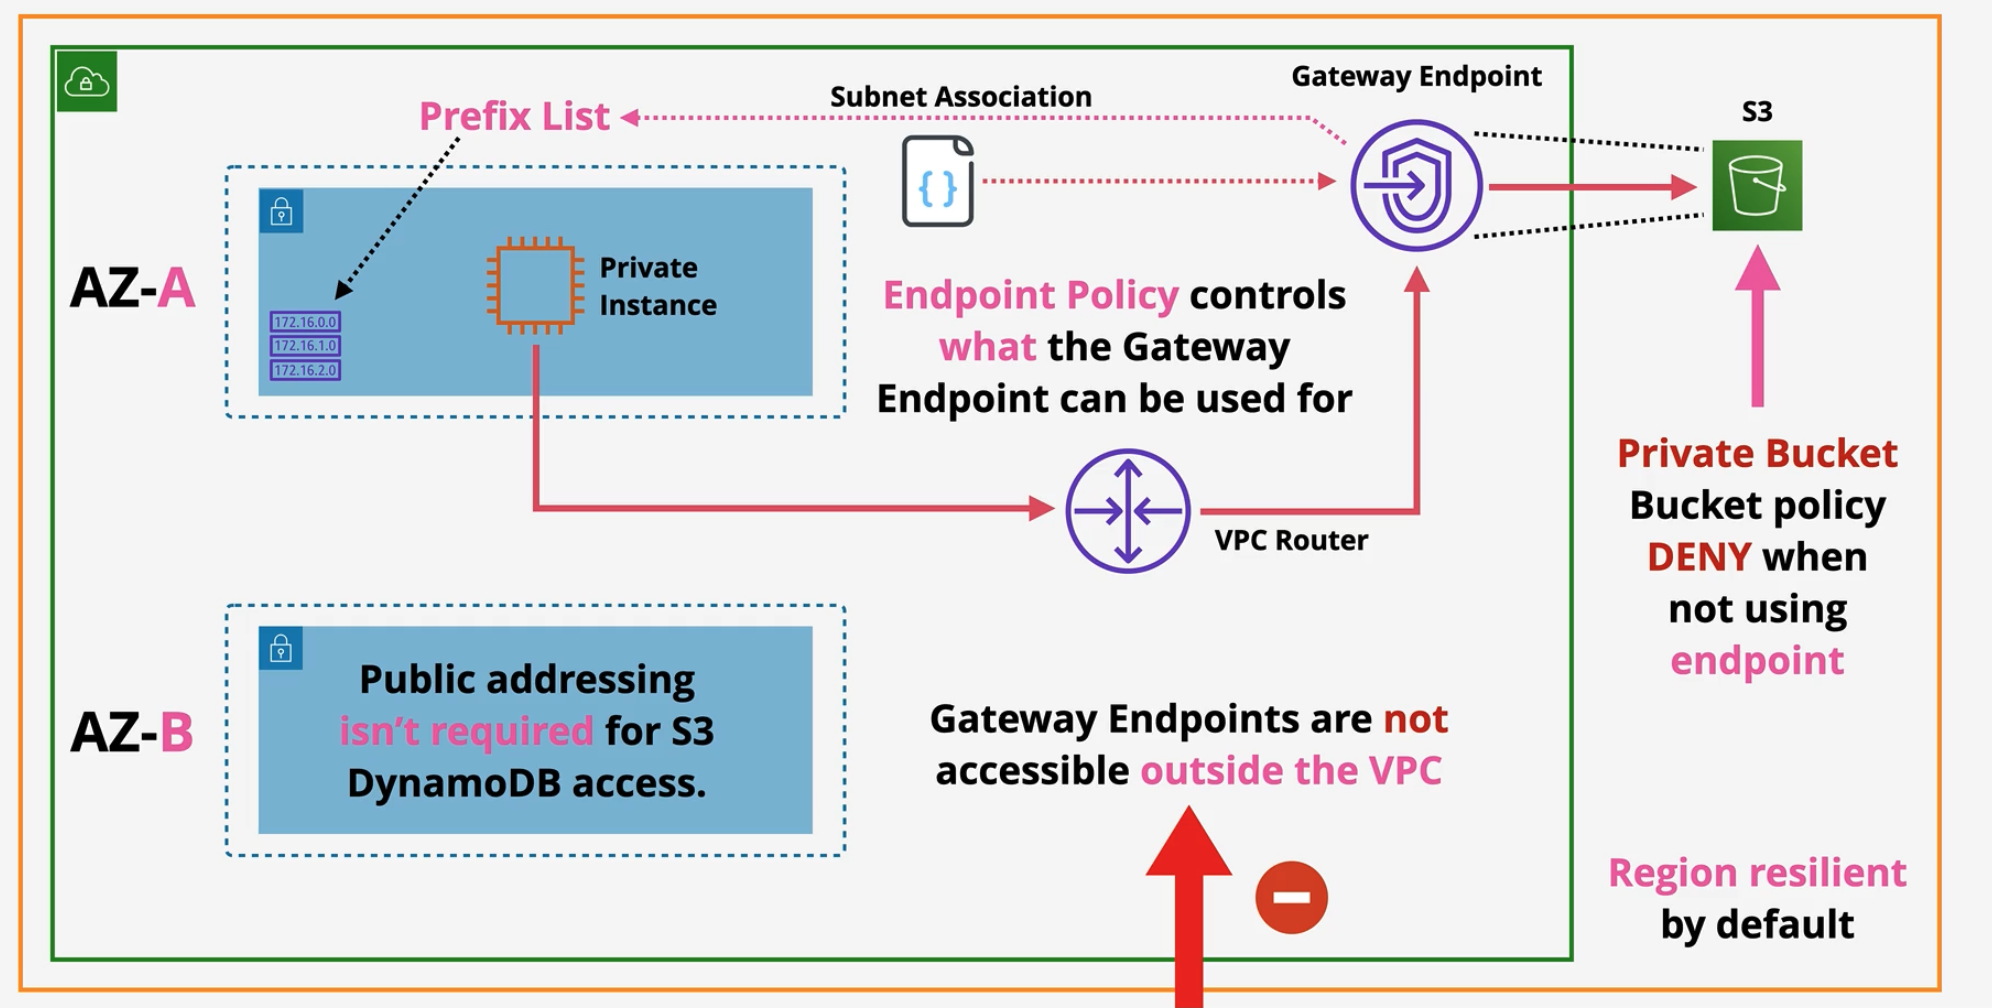 Gateway Endpoint
Subnet Association
S3
Prefix List
{ }
AZ-A
Private
Instance
172.16.0.0
172.16.1.0
172.16.2.0
Endpoint Policy controls
what the Gateway
Endpoint can be used for
VPC Router
Private Bucket
Bucket policy
DENY when
not using
endpoint
AZ-B
Public addressing
isn’t required for S3
DynamoDB access.
Gateway Endpoints are not
accessible outside the VPC
Region resilient
by default